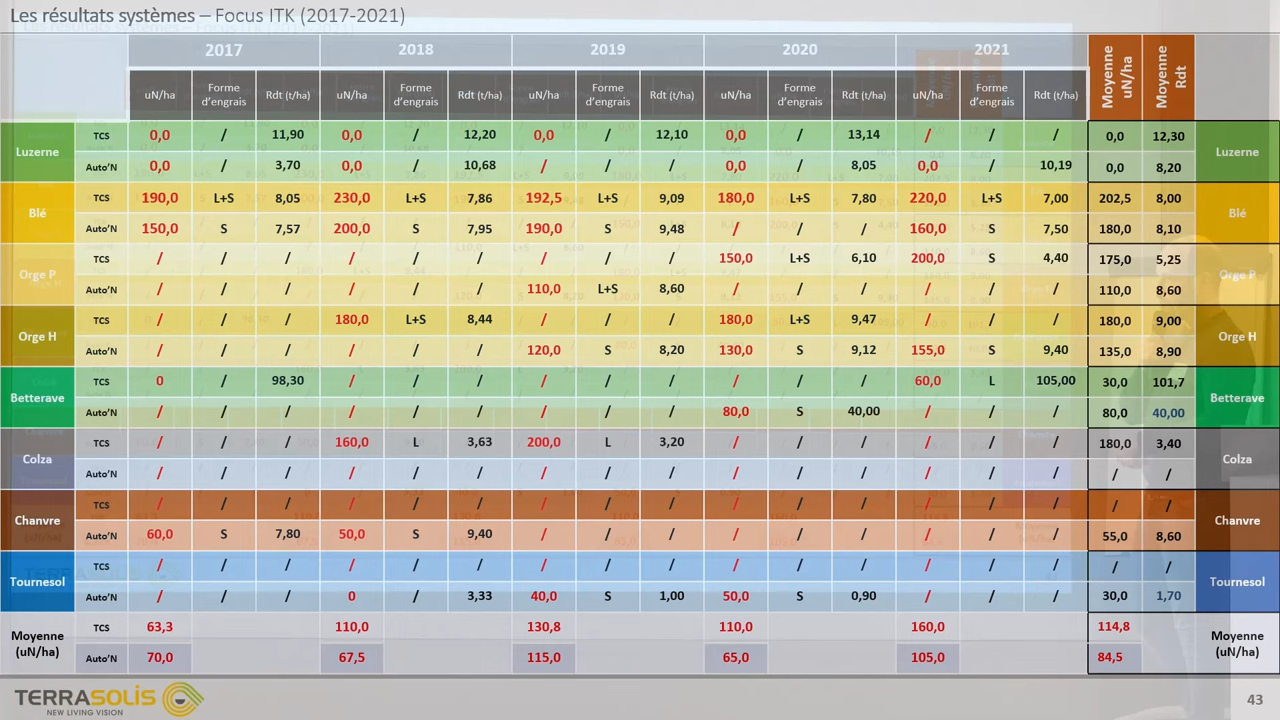 Les résultats systèmes – Focus ITK (2017-2021)
2017 2018 2019 2020 2021 Moyenne uN/ha Moyenne Rdt
uN/ha Forme d'engrais Rdt (t/ha) uN/ha Forme d'engrais Rdt (t/ha) uN/ha Forme d'engrais Rdt (t/ha) uN/ha Forme d'engrais Rdt (t/ha) uN/ha Forme d'engrais Rdt (t/ha)
Luzerne TCS 0,0 / 11,90 0,0 / 12,20 0,0 / 12,10 0,0 / 13,14 / / / 0,0 12,30 Luzerne
Auto'N 0,0 / 3,70 0,0 / 10,68 / / / 0,0 / 8,05 0,0 / 10,19 0,0 8,20
Blé TCS 190,0 L+S 8,05 230,0 L+S 7,86 192,5 L+S 9,09 180,0 L+S 7,80 220,0 L+S 7,00 202,5 8,00 Blé
Auto'N 150,0 S 7,57 200,0 S 7,95 190,0 S 9,48 / / / 160,0 S 7,50 180,0 8,10
Orge P TCS / / / / / / / / / 150,0 L+S 6,10 200,0 S 4,40 175,0 5,25 Orge P
Auto'N / / / / / / 110,0 L+S 8,60 / / / / / / 110,0 8,60
Orge H TCS / / / 180,0 L+S 8,44 / / / 180,0 L+S 9,47 / / / 180,0 9,00 Orge H
Auto'N / / / / / / 120,0 S 8,20 130,0 S 9,12 155,0 S 9,40 135,0 8,90
Betterave TCS 0 / 98,30 / / / / / / / / / 60,0 L 105,00 30,0 101,7 Betterave
Auto'N / / / / / / / / / 80,0 S 40,00 / / / 80,0 40,00
Colza TCS / / / 160,0 L 3,63 200,0 L 3,20 / / / / / / 180,0 3,40 Colza
Auto'N / / / / / / / / / / / / / / / / /
Chanvre TCS / / / / / / / / / / / / / / / / / Chanvre
Auto'N 60,0 S 7,80 50,0 S 9,40 / / / / / / / / / 55,0 8,60
Tournesol TCS / / / / / / / / / / / / / / / / / Tournesol
Auto'N / / / 0 / 3,33 40,0 S 1,00 50,0 S 0,90 / / / 30,0 1,70
Moyenne (uN/ha) TCS 63,3 110,0 130,8 110,0 160,0 114,8 Moyenne (uN/ha)
Auto'N 70,0 67,5 115,0 65,0 105,0 84,5
TERRASOLIS
NEW LIVING VISION
43